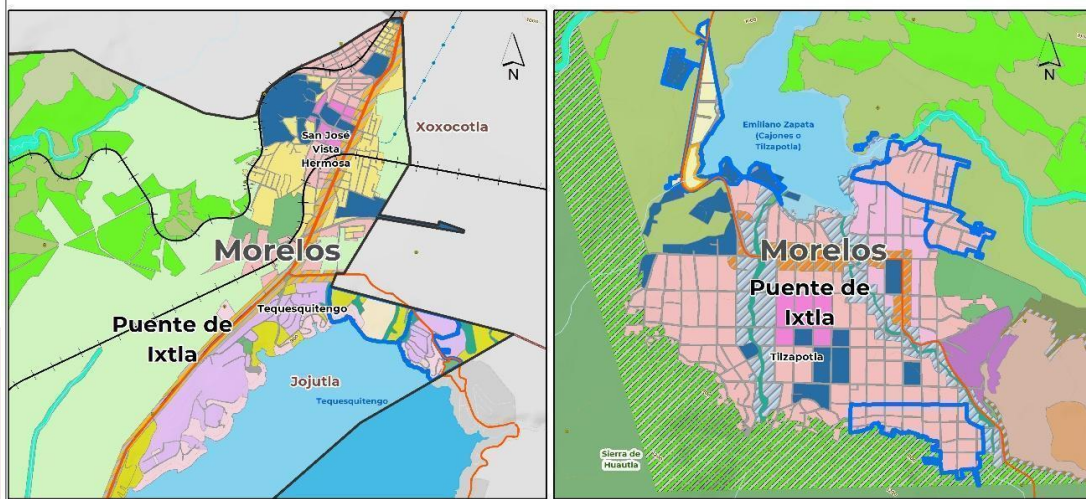 N
Xoxocotla
San José
Vista
Hermosa
Morelos
Tequesquitengo
Puente de
Ixtla
Jojutla
Tequesquitengo
N
Emiliano Zapata
(Cajones o
Tilzapotla)
Morelos
Puente de
Ixtla
Tilzapotla
Sierra de
Huautla